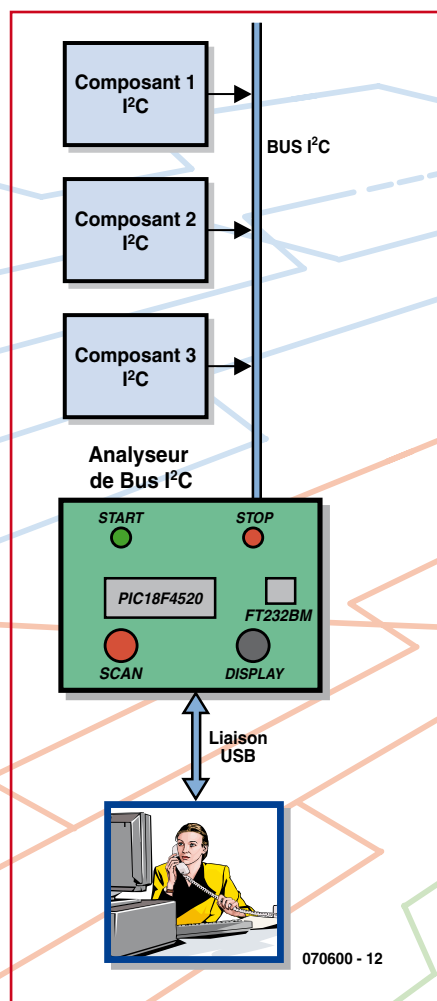 Composant 1
I²C
BUS I²C
Composant 2
I²C
Composant 3
I²C
Analyseur
de Bus I²C
START
STOP
PIC18F4520
FT232BM
SCAN
DISPLAY
Liaison
USB
070600 - 12